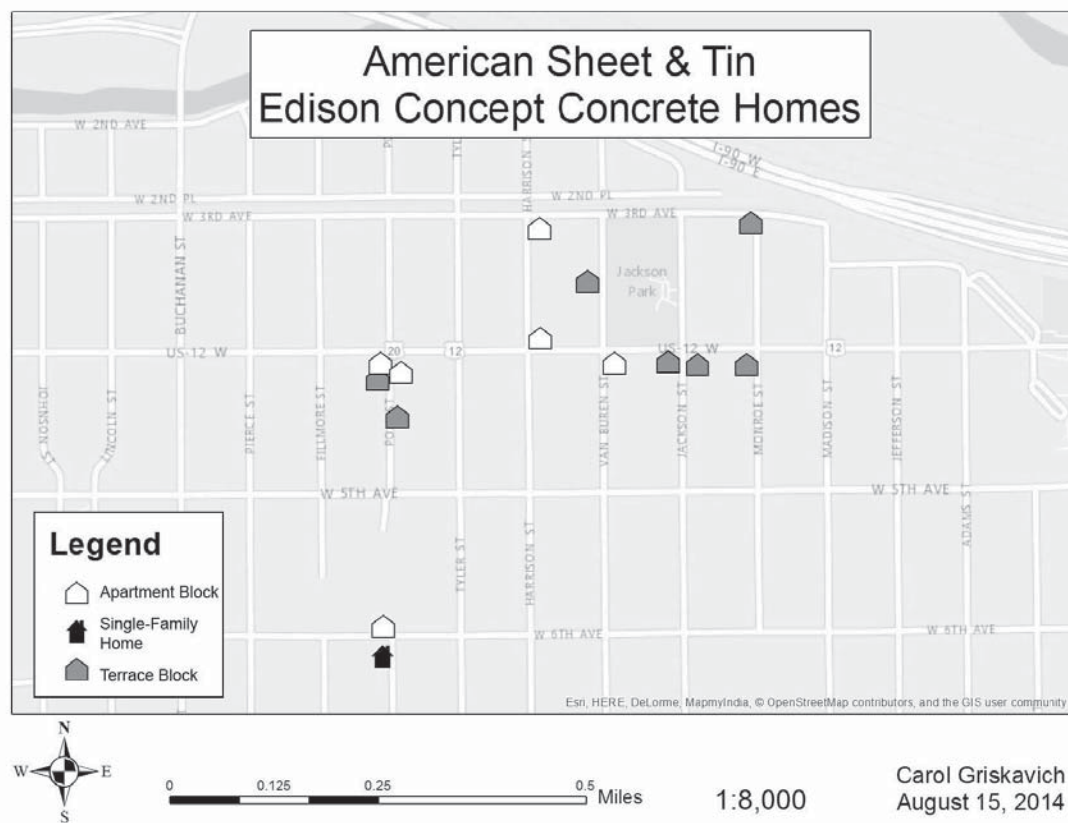 American Sheet & Tin
Edison Concept Concrete Homes
W 2ND AVE
I-90 W
I-90 E
HARRISON S
W 2ND PL
W 2ND PL
W 3RD AVE
W 3RD AVE
BUCHANAN ST
Jackson
Park
US-12 W
20
12
US-12 W
12
JOHNSON ST
LINCOLN ST
PIERCE ST
FILLMORE ST
VAN BUREN ST
JACKSON ST
MONROE ST
MADISON ST
JEFFERSON ST
W 5TH AVE
W 5TH AVE
ADAMS ST
TYLER ST
HARRISON ST
Legend
Apartment Block
Single-Family
Home
Terrace Block
W 6TH AVE
W 6TH AVE
Esri, HERE, DeLorme, MapmyIndia, © OpenStreetMap contributors, and the GIS user community
N
W
E
S
0
0.125
0.25
0.5
Miles
1:8,000
Carol Griskavich
August 15, 2014